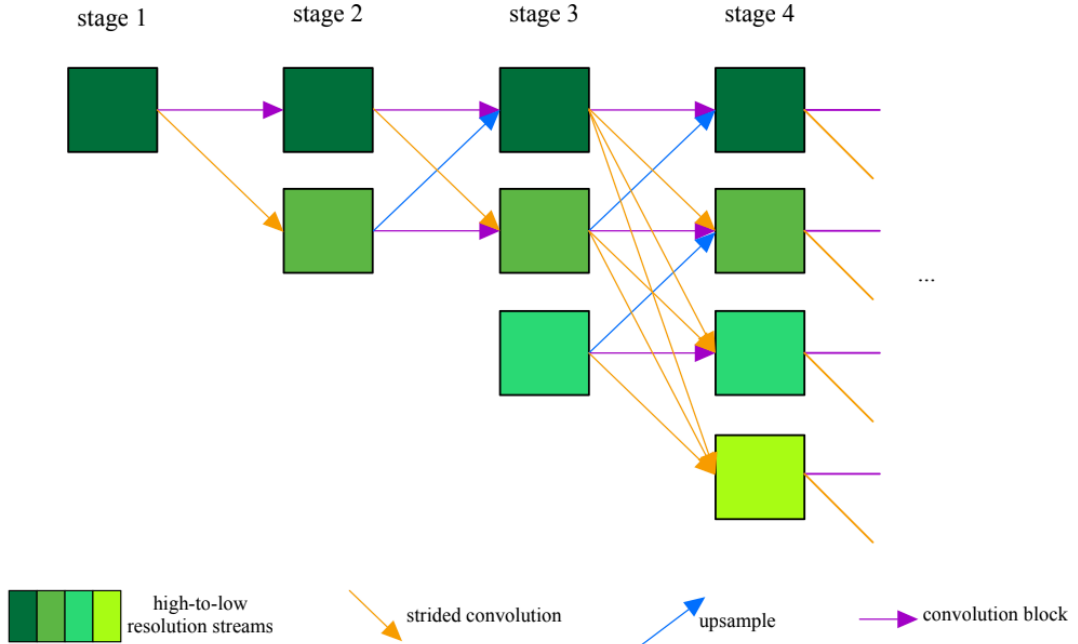 stage 1
stage 2
stage 3
stage 4
...
high-to-low
resolution streams
strided convolution
upsample
convolution block